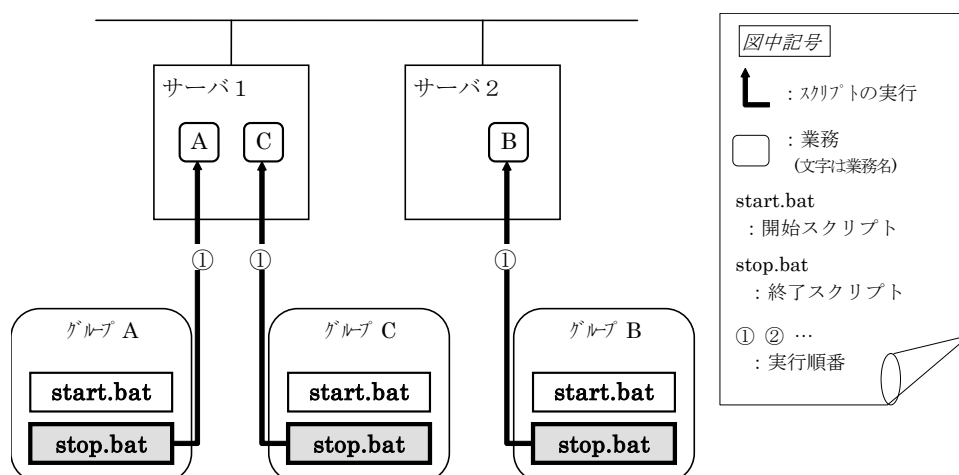 サーバ1
サーバ2
A
C
B
①
①
①
グループ A
グループ C
グループ B
start.bat
start.bat
start.bat
stop.bat
stop.bat
stop.bat
図中記号
：スクリプトの実行
：業務
(文字は業務名)
start.bat
：開始スクリプト
stop.bat
：終了スクリプト
① ② …
：実行順番